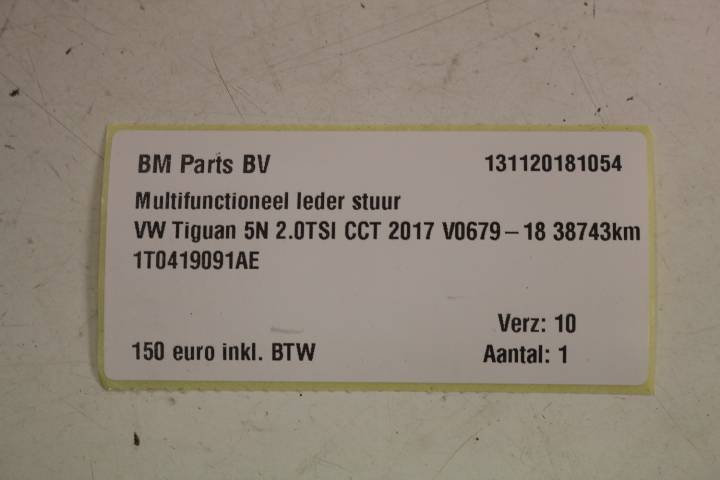 BM Parts BV 131120181054
Multifunctioneel leder stuur
VW Tiguan 5N 2.0TSI CCT 2017 V0679-18 38743km
1T0419091AE
Verz: 10
150 euro inkl. BTW Aantal: 1